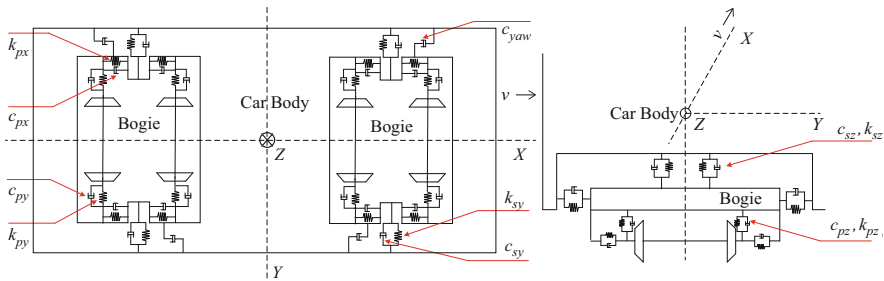 k_px
c_px
c_py
k_py
Bogie
Car Body
Z
Y
Bogie
c_yaw
v
X
k_sy
c_sy
v
X
Car Body
Z
Y
c_sz, k_sz
Bogie
c_pz, k_pz,